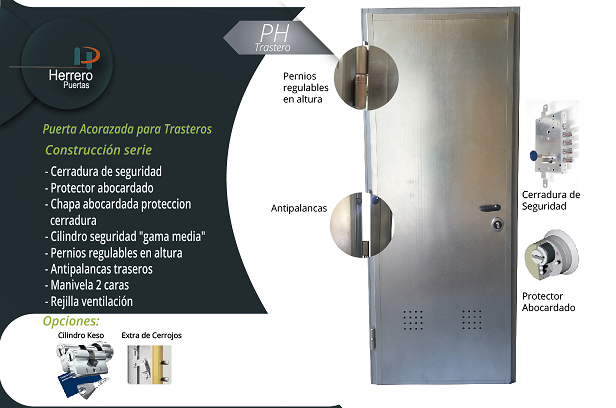 Herrero
Puertas
PH
Trastero
Puerta Acorazada para Trasteros
Construcción serie
- Cerradura de seguridad
- Protector abocardado
- Chapa abocardada proteccion
cerradura
- Cilindro seguridad "gama media"
- Pernios regulables en altura
- Antipalancas traseros
- Manivela 2 caras
- Rejilla ventilación
Opciones:
Cilindro Keso
Extra de Cerrojos
Pernios
regulables
en altura
Antipalancas
Cerradura de
Seguridad
Protector
Abocardado